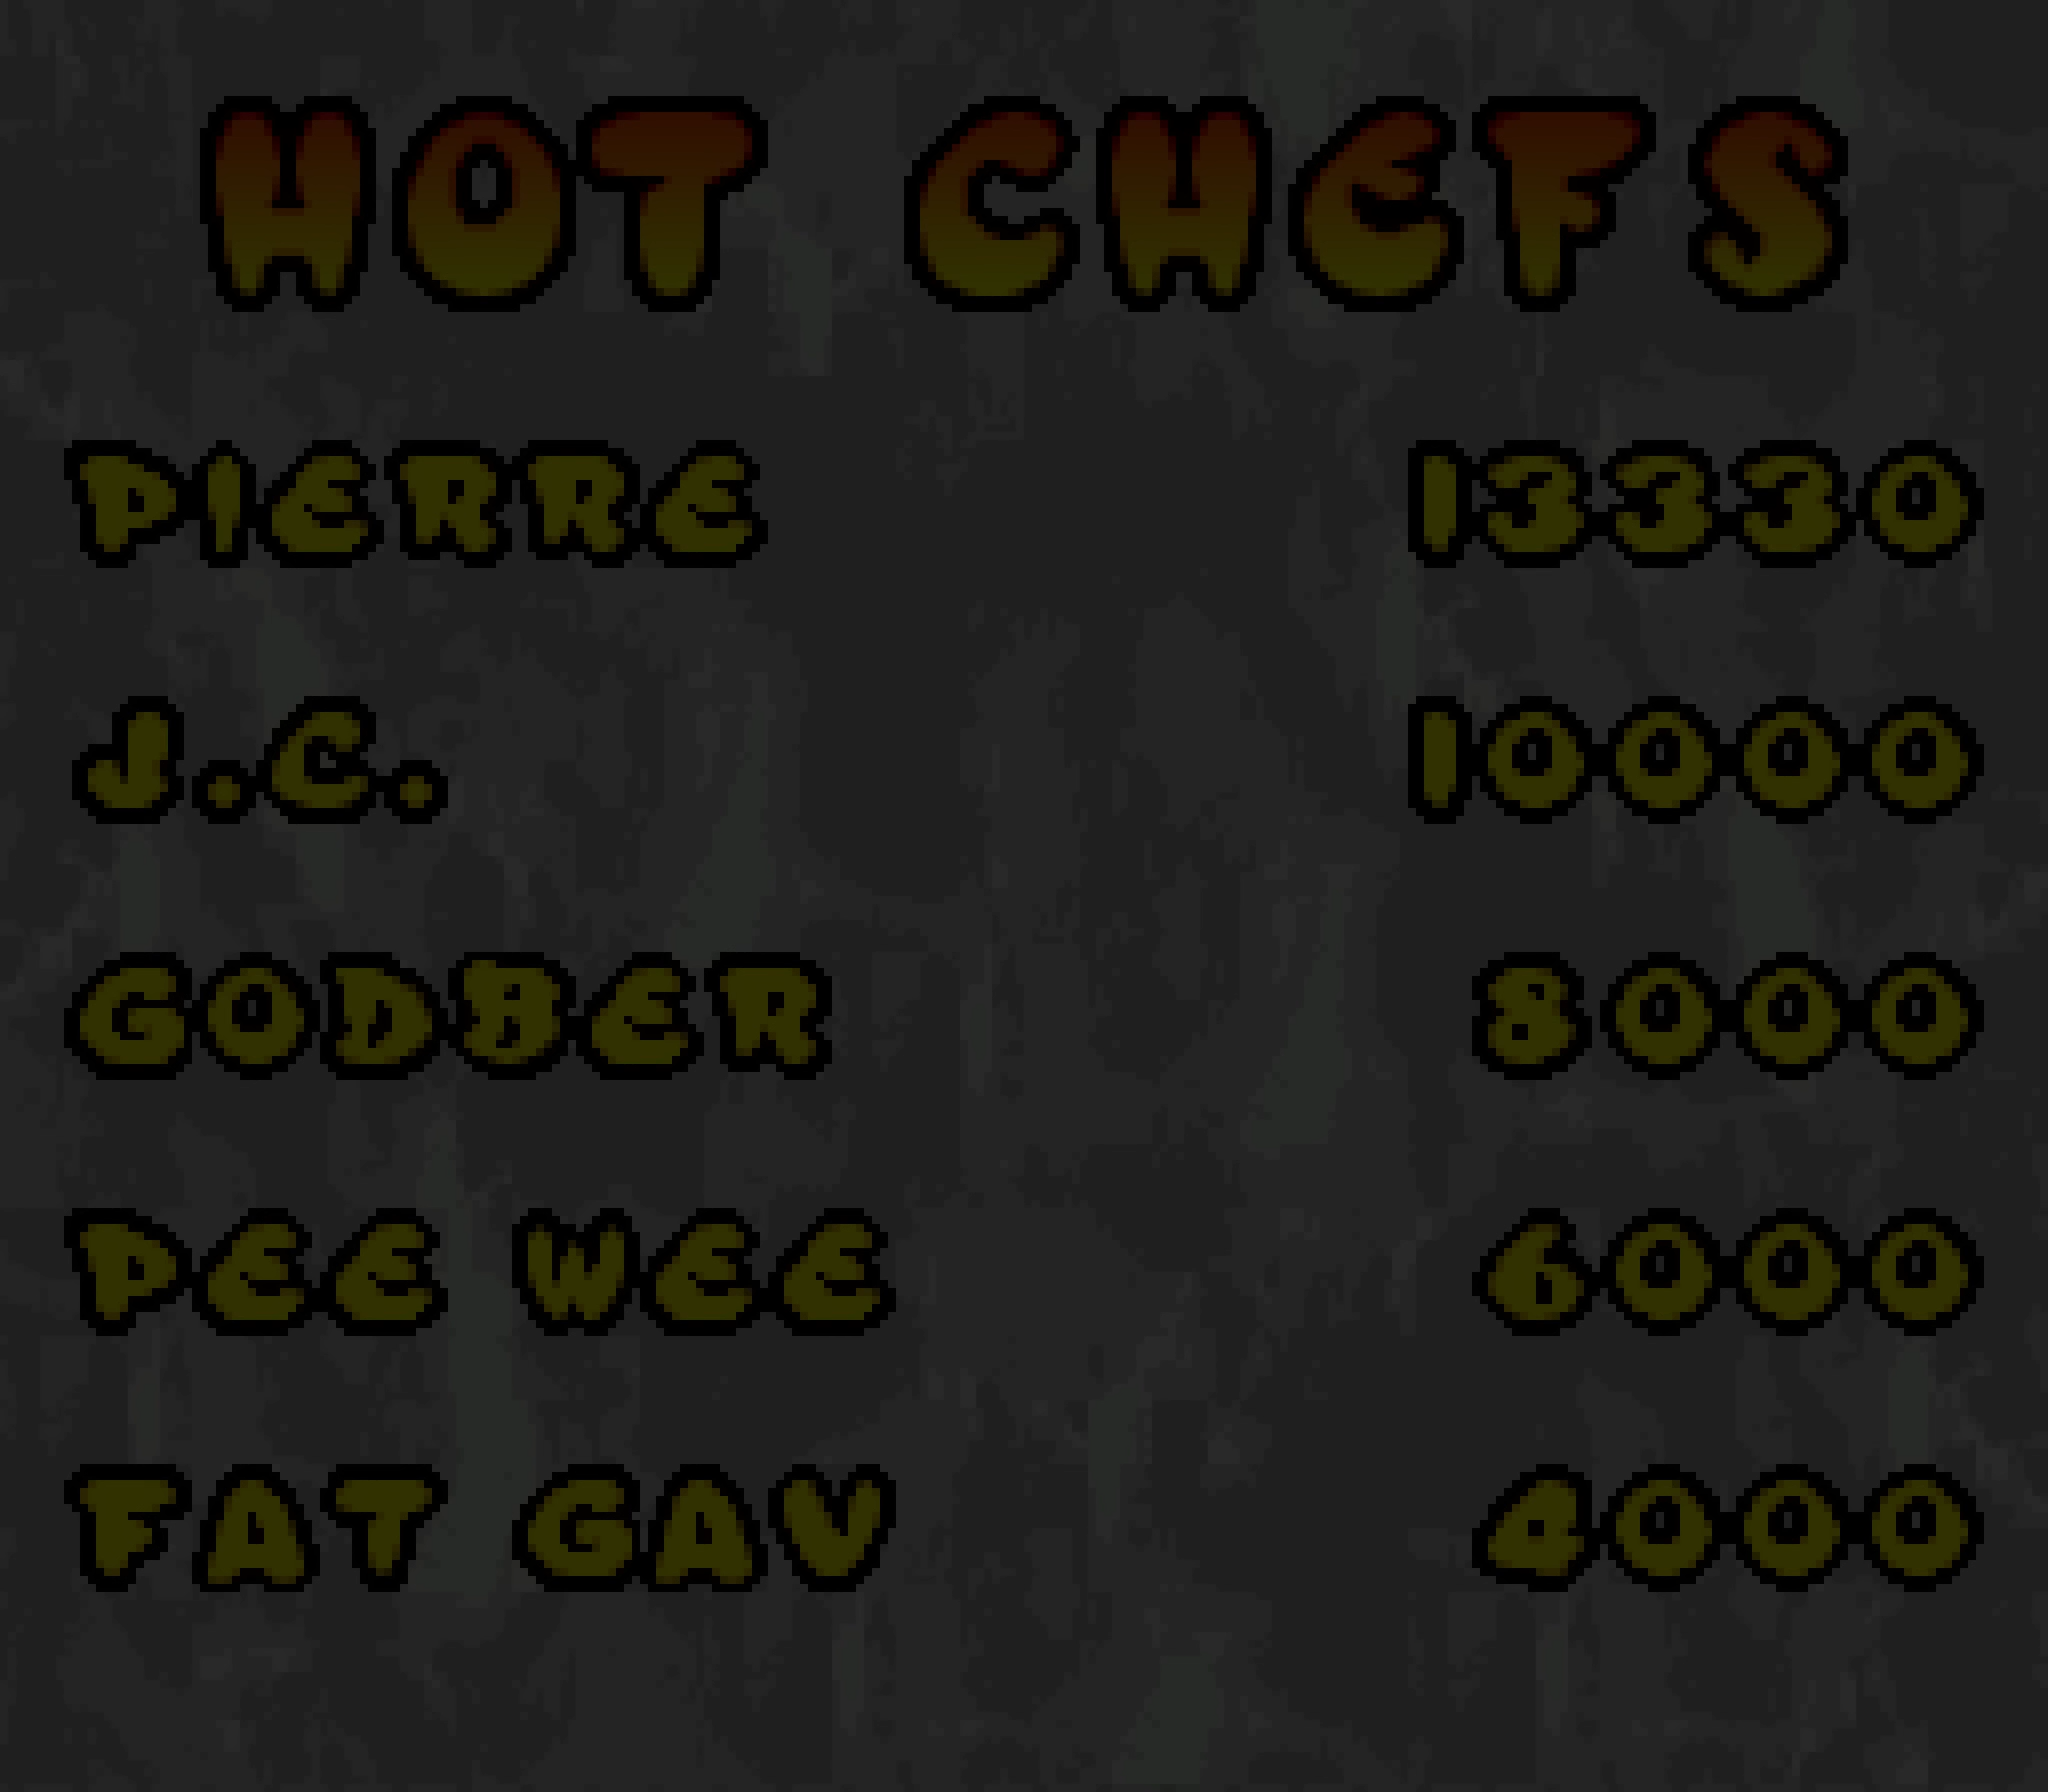 HOT CHEFS
PIERRE 13330
J.C. 10000
GODBER 8000
PEE WEE 6000
FAT GAV 4000